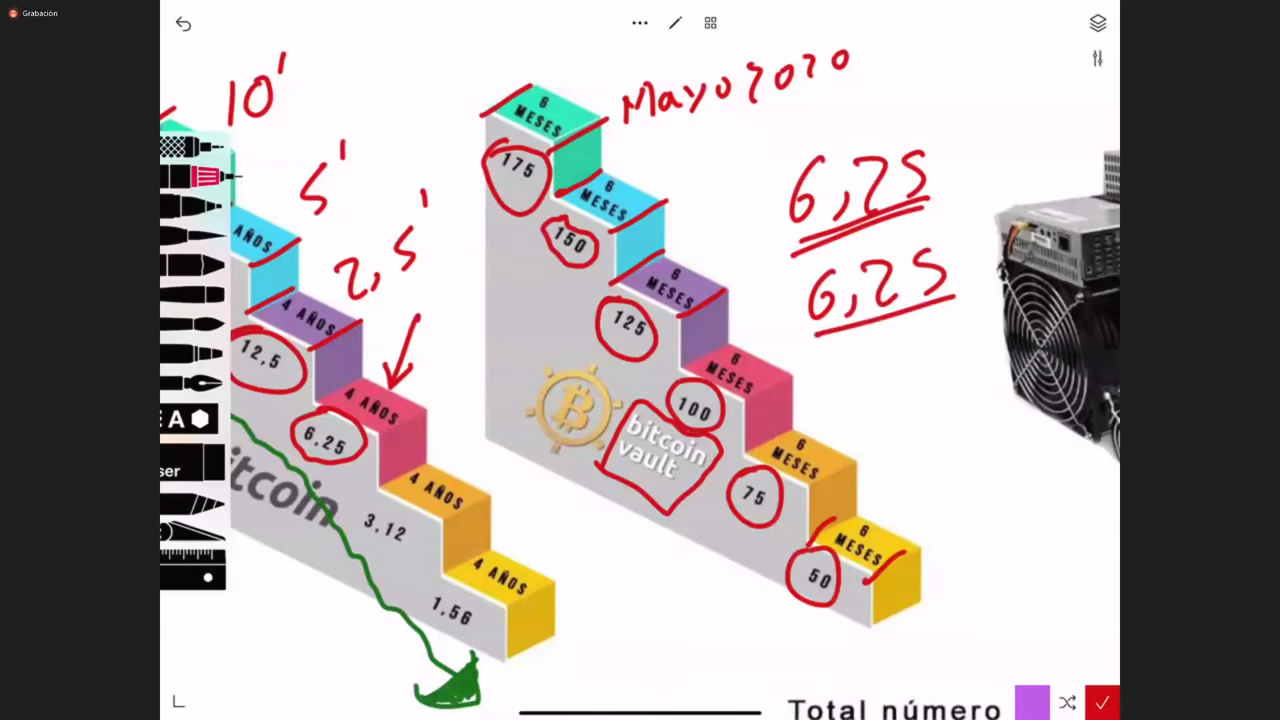 Grabación
10'
5'
2,5'
AÑOS
4 AÑOS
12,5
4 AÑOS
6,25
4 AÑOS
3,12
4 AÑOS
1,56
itcoin
A
ser
Mayo 2020
6 MESES
175
6 MESES
150
6 MESES
125
6 MESES
100
6 MESES
75
6 MESES
50
bitcoin
vault
6,25
6,25
Total número